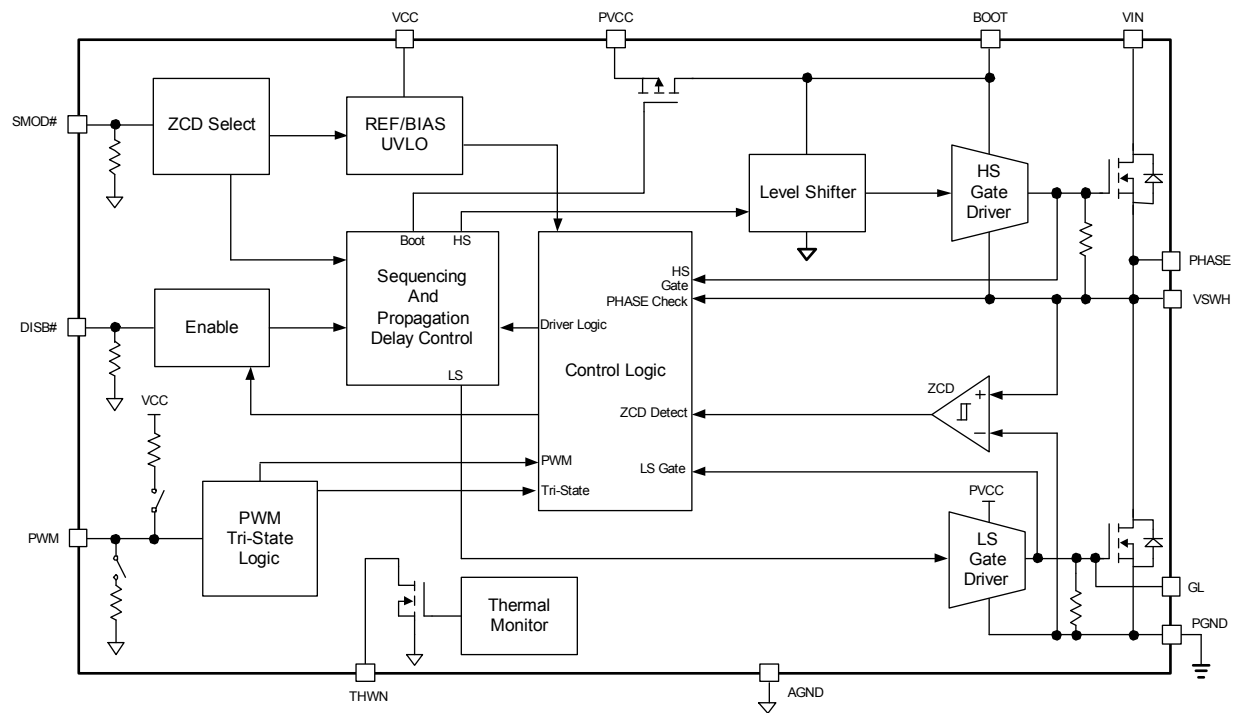 VCC
PVCC
BOOT
VIN
SMOD#
ZCD Select
REF/BIAS
UVLO
Level Shifter
HS
Gate
Driver
Boot
HS
Sequencing
And
Propagation
Delay Control
LS
HS
Gate
PHASE Check
Driver Logic
Control Logic
ZCD Detect
PWM
LS Gate
Tri-State
PHASE
VSWH
DISB#
Enable
ZCD
+
−
VCC
PWM
PWM
Tri-State
Logic
PVCC
LS
Gate
Driver
GL
PGND
Thermal
Monitor
THWN
AGND